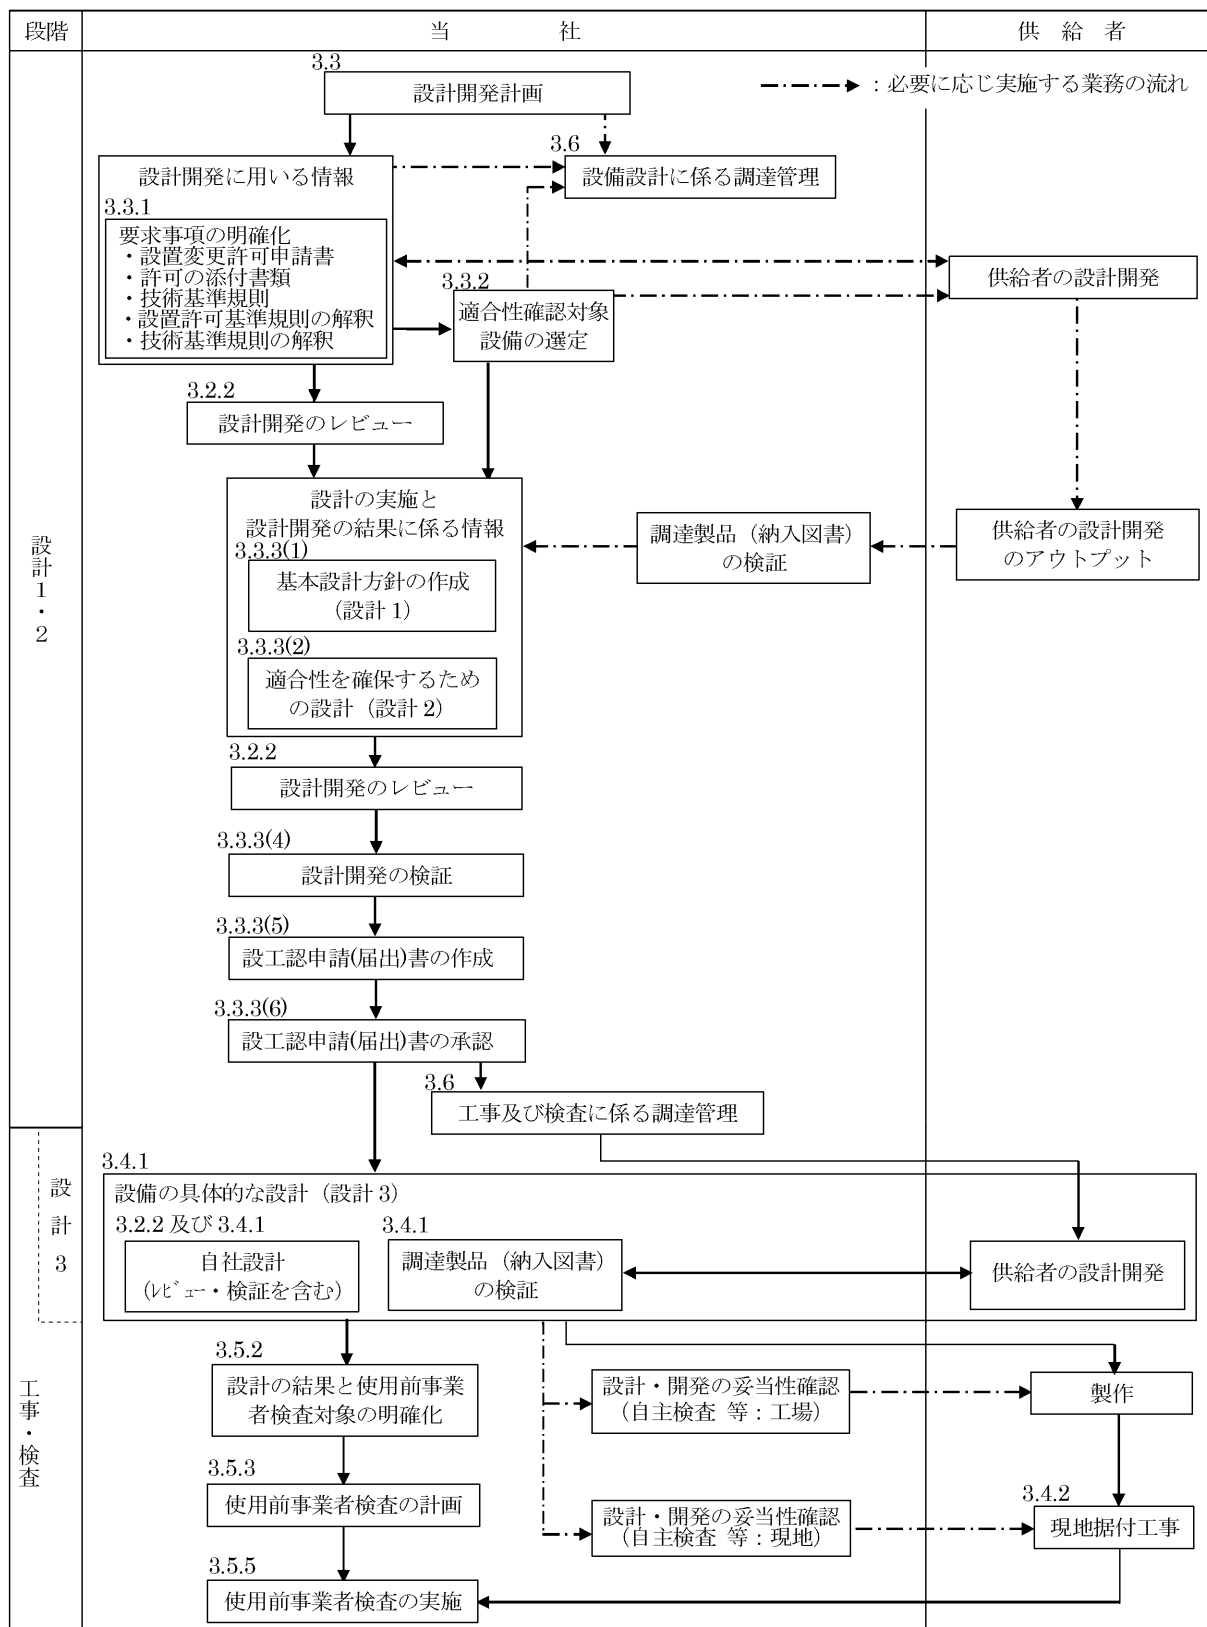 段階
当　　　　社
供　給　者
3.3
設計開発計画
：必要に応じ実施する業務の流れ
3.6
設備設計に係る調達管理
設計開発に用いる情報
3.3.1
要求事項の明確化
・設置変更許可申請書
・許可の添付書類
・技術基準規則
・設置許可基準規則の解釈
・技術基準規則の解釈
供給者の設計開発
3.3.2
適合性確認対象
設備の選定
3.2.2
設計開発のレビュー
設計の実施と
設計開発の結果に係る情報
3.3.3(1)
基本設計方針の作成
（設計 1）
3.3.3(2)
適合性を確保するため
の設計（設計 2）
調達製品（納入図書）
の検証
供給者の設計開発
のアウトプット
設計1・2
3.2.2
設計開発のレビュー
3.3.3(4)
設計開発の検証
3.3.3(5)
設工認申請(届出)書の作成
3.3.3(6)
設工認申請(届出)書の承認
3.6
工事及び検査に係る調達管理
設計3
3.4.1
設備の具体的な設計（設計 3）
3.2.2 及び 3.4.1
自社設計
（ﾚﾋﾞｭｰ・検証を含む）
3.4.1
調達製品（納入図書）
の検証
供給者の設計開発
工事・検査
3.5.2
設計の結果と使用前事業
者検査対象の明確化
設計・開発の妥当性確認
（自主検査 等：工場）
製作
3.5.3
使用前事業者検査の計画
設計・開発の妥当性確認
（自主検査 等：現地）
3.4.2
現地据付工事
3.5.5
使用前事業者検査の実施